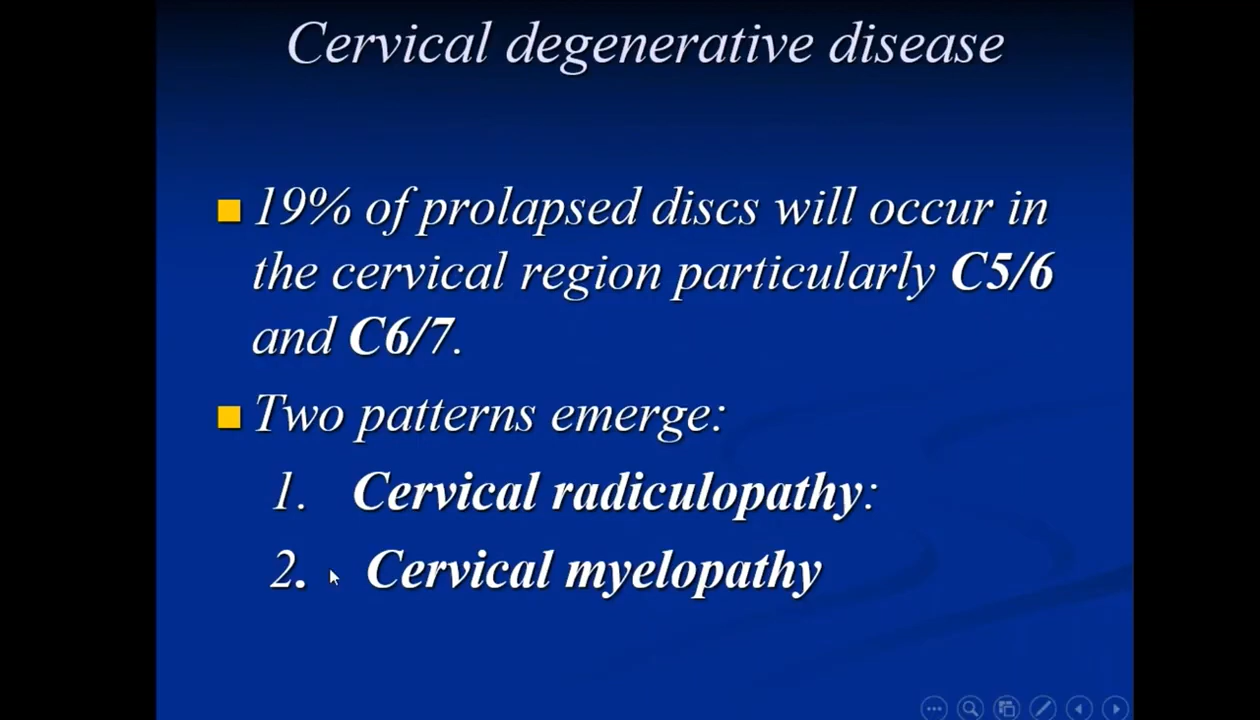 Cervical degenerative disease
19% of prolapsed discs will occur in
the cervical region particularly C5/6
and C6/7.
Two patterns emerge:
1. Cervical radiculopathy:
2. Cervical myelopathy